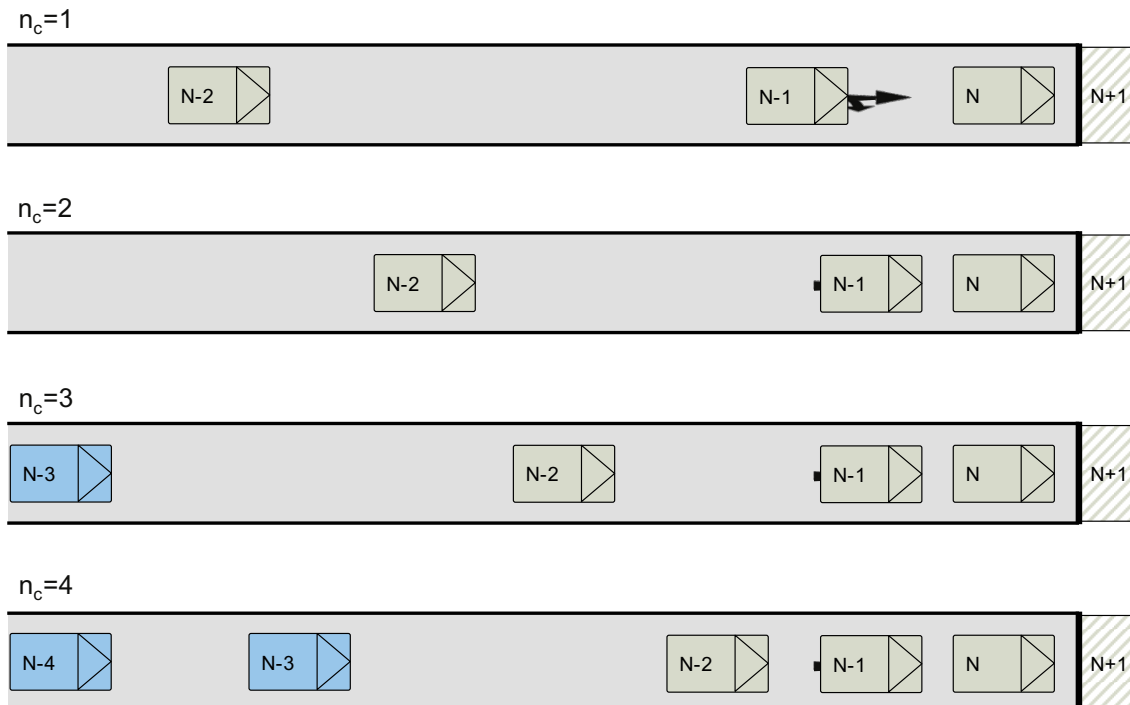 n_c=1
N-2 N-1 N N+1
n_c=2
N-2 N-1 N N+1
n_c=3
N-3 N-2 N-1 N N+1
n_c=4
N-4 N-3 N-2 N-1 N N+1